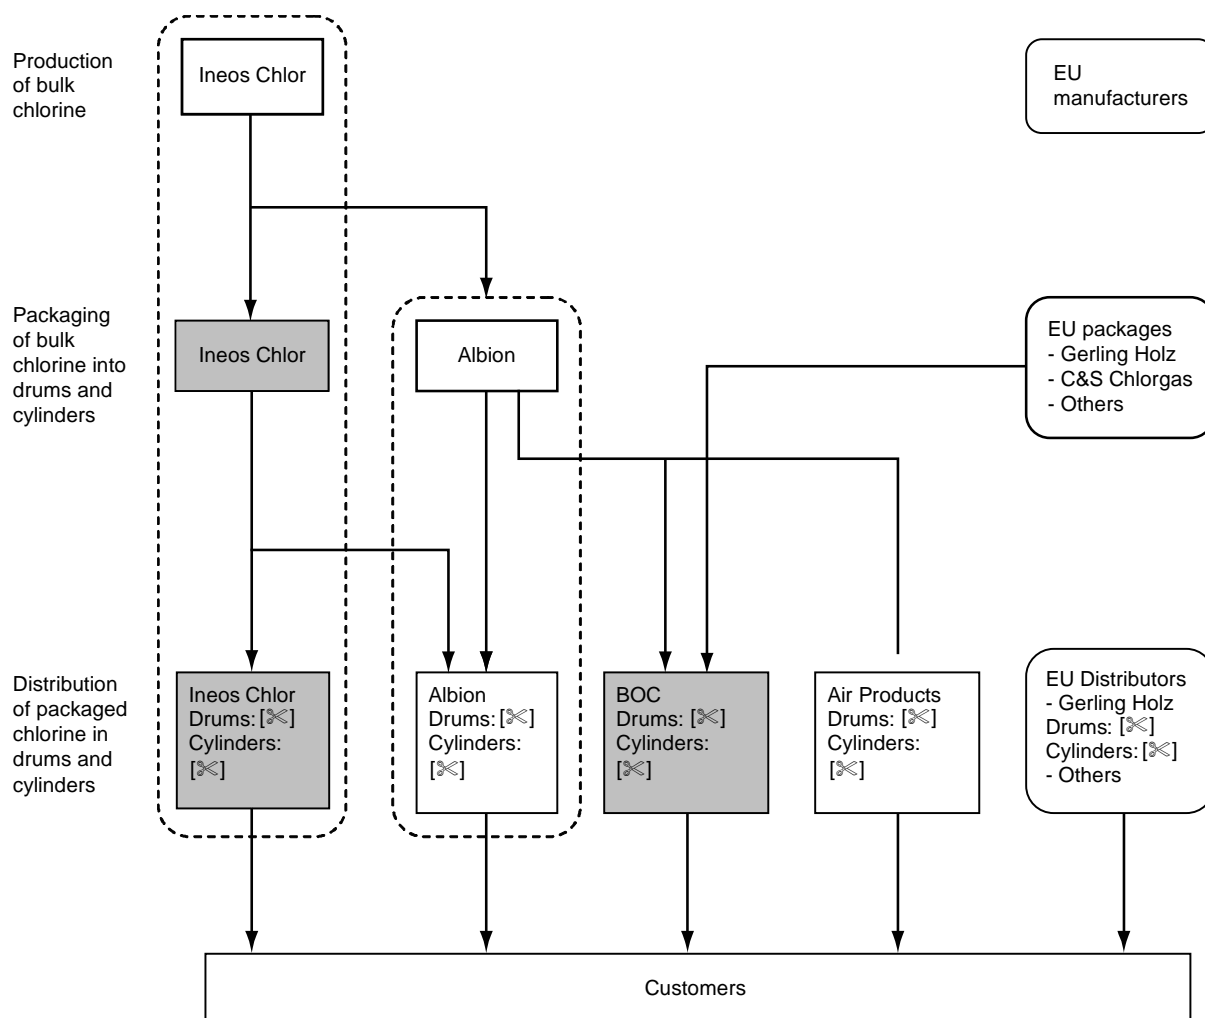 Production
of bulk
chlorine
Ineos Chlor
EU
manufacturers
Packaging
of bulk
chlorine into
drums and
cylinders
Ineos Chlor
Albion
EU packages
- Gerling Holz
- C&S Chlorgas
- Others
Distribution
of packaged
chlorine in
drums and
cylinders
Ineos Chlor
Drums: [✂]
Cylinders:
[✂]
Albion
Drums: [✂]
Cylinders:
[✂]
BOC
Drums: [✂]
Cylinders:
[✂]
Air Products
Drums: [✂]
Cylinders:
[✂]
EU Distributors
- Gerling Holz
Drums: [✂]
Cylinders: [✂]
- Others
Customers